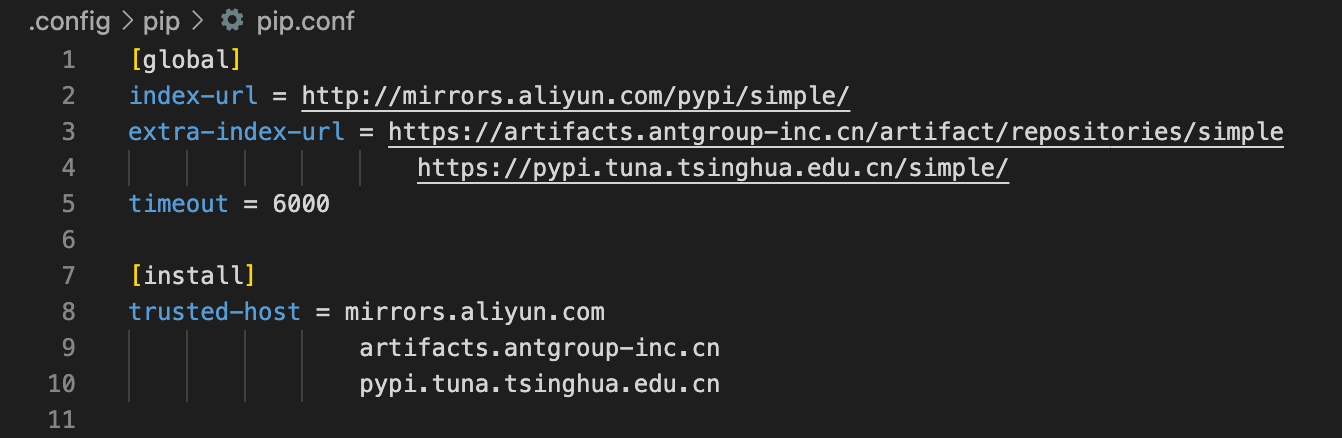 .config > pip > pip.conf
1 [global]
2 index-url = http://mirrors.aliyun.com/pypi/simple/
3 extra-index-url = https://artifacts.antgroup-inc.cn/artifact/repositories/simple
4 https://pypi.tuna.tsinghua.edu.cn/simple/
5 timeout = 6000
6
7 [install]
8 trusted-host = mirrors.aliyun.com
9 artifacts.antgroup-inc.cn
10 pypi.tuna.tsinghua.edu.cn
11